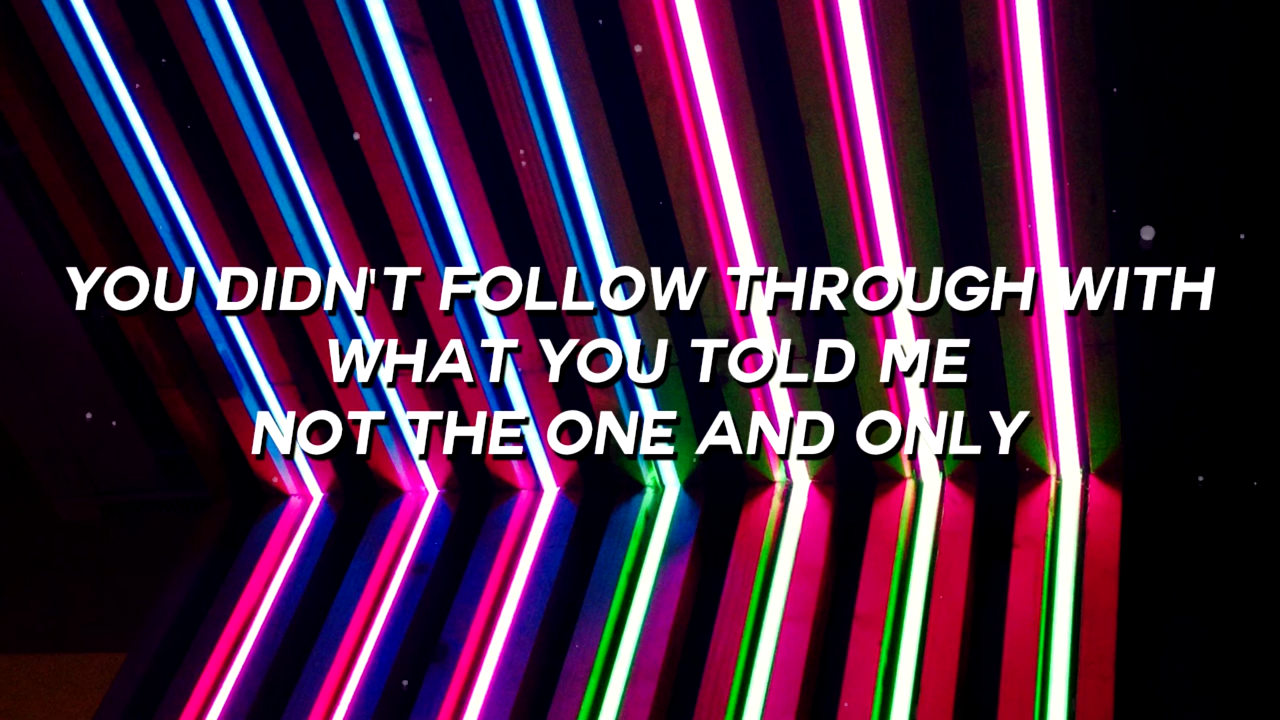 YOU DIDN'T FOLLOW THROUGH WITH
WHAT YOU TOLD ME
NOT THE ONE AND ONLY